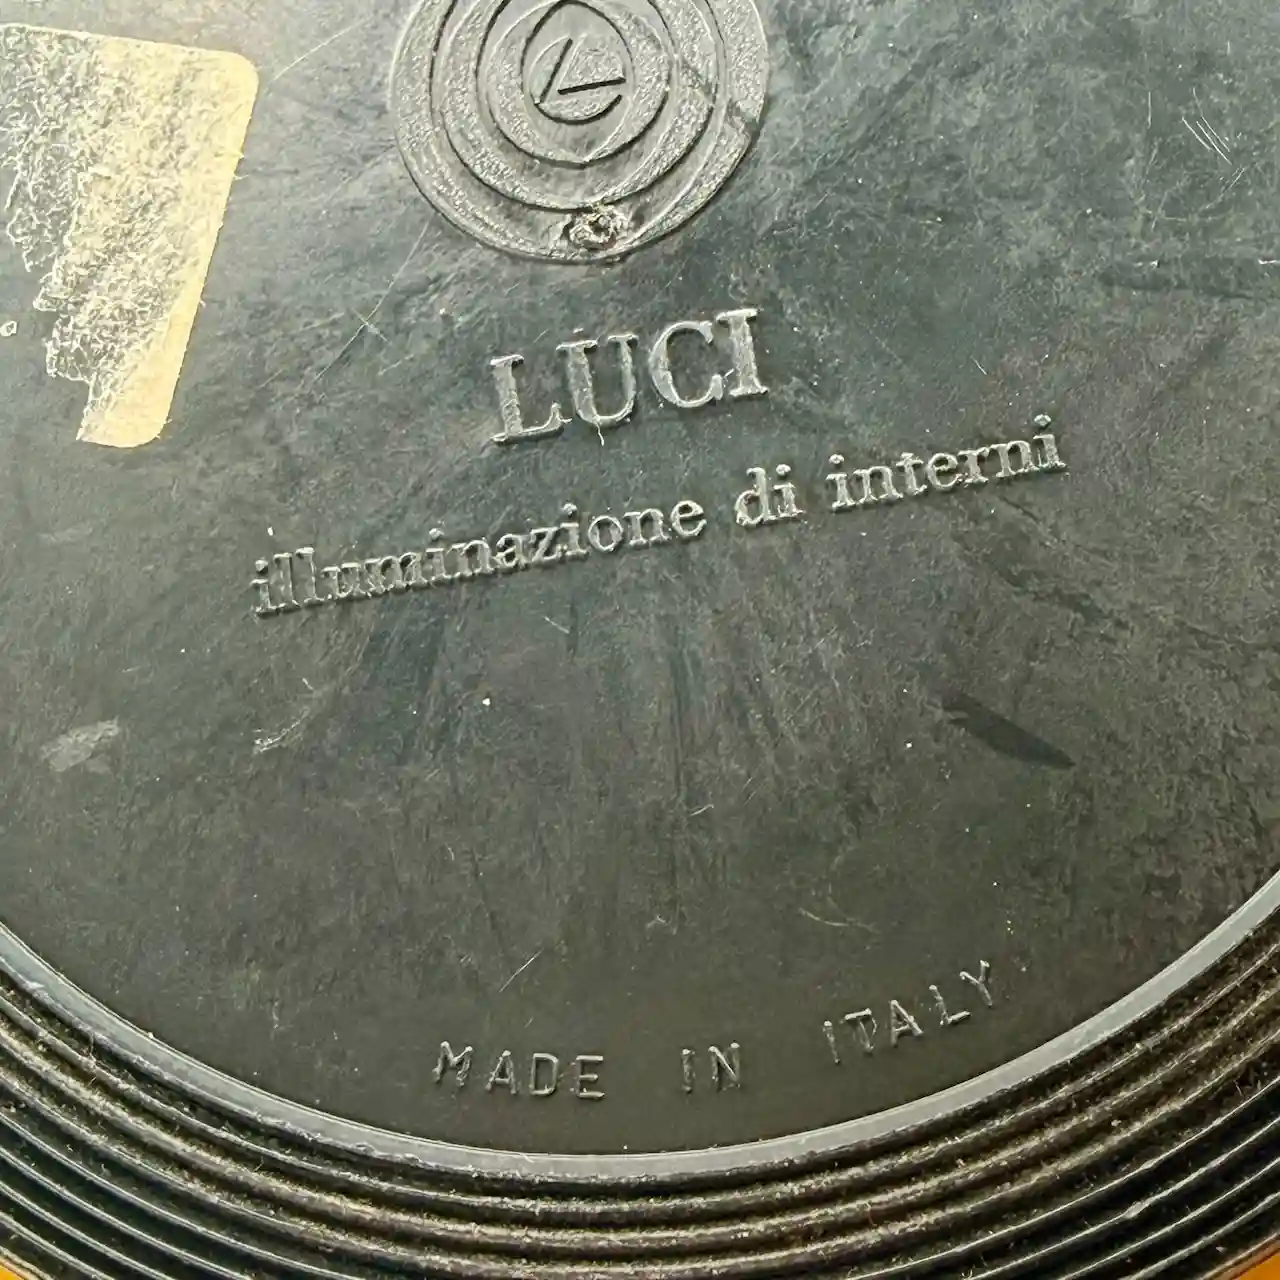 LUCI
illuminazione di interni
MADE IN ITALY